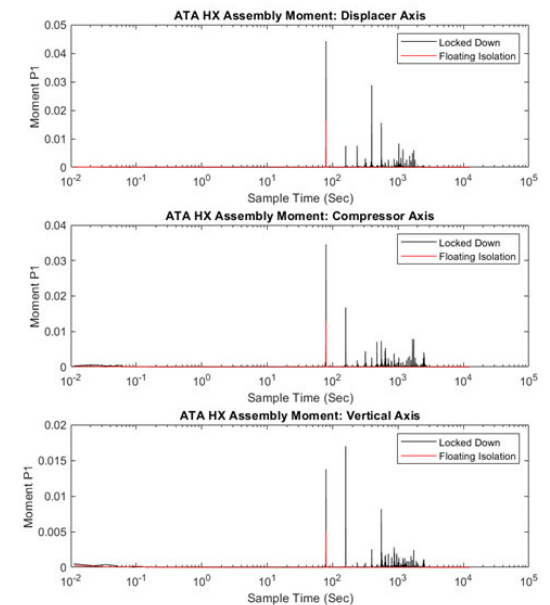 ATA HX Assembly Moment: Displacer Axis
0.05
0.04
0.03
0.02
0.01
0
Moment P1
Locked Down
Floating Isolation
10^-2 10^-1 10^0 10^1 10^2 10^3 10^4 10^5
Sample Time (Sec)
ATA HX Assembly Moment: Compressor Axis
0.04
0.03
0.02
0.01
0
Moment P1
Locked Down
Floating Isolation
10^-2 10^-1 10^0 10^1 10^2 10^3 10^4 10^5
Sample Time (Sec)
ATA HX Assembly Moment: Vertical Axis
0.02
0.015
0.01
0.005
0
Moment P1
Locked Down
Floating Isolation
10^-2 10^-1 10^0 10^1 10^2 10^3 10^4 10^5
Sample Time (Sec)